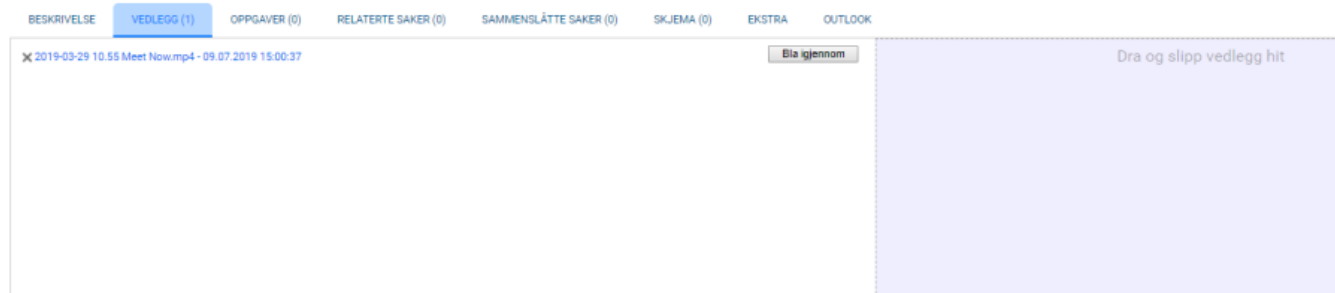 BESKRIVELSE VEDLEGG (1) OPPGAVER (0) RELATERTE SAKER (0) SAMMENSLÅTTE SAKER (0) SKJEMA (0) EKSTRA OUTLOOK
2019-03-29 10.55 Meet Now.mp4 - 09.07.2019 15:00:37 Bla igjennom Dra og slipp vedlegg hit